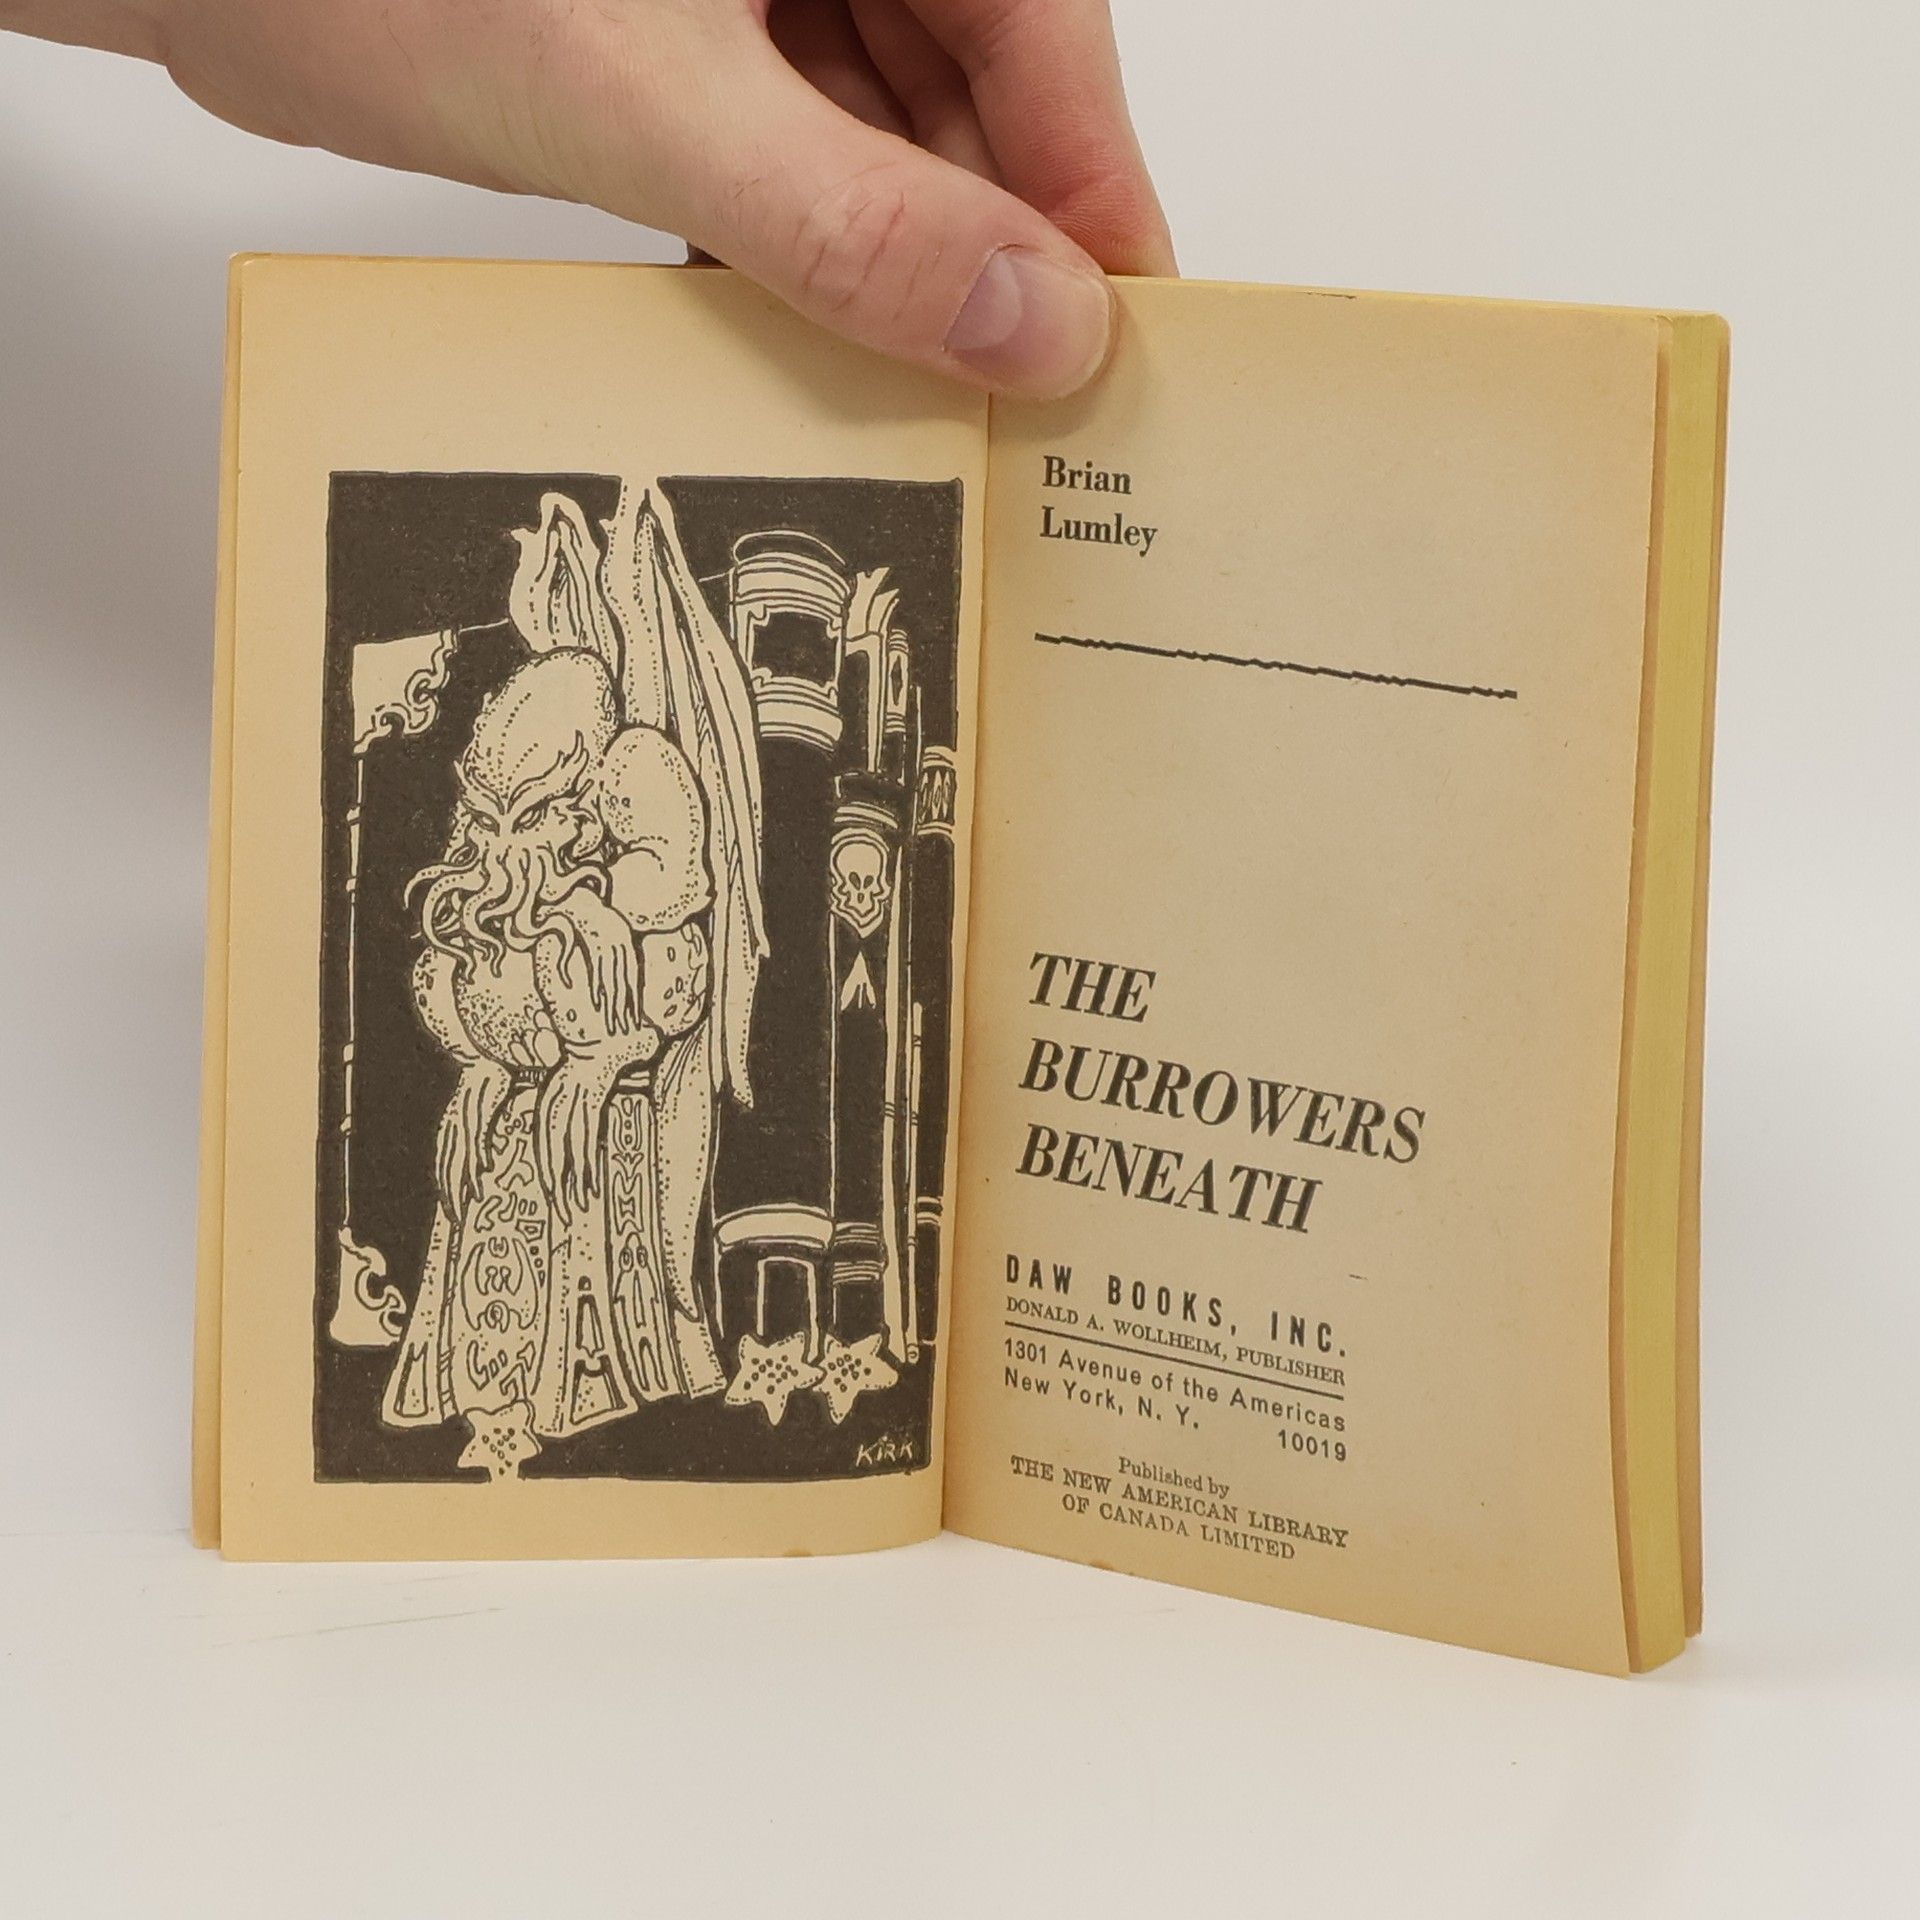 KiRK
Brian
Lumley
THE
BURROWERS
BENEATH
DAW BOOKS, INC.
DONALD A. WOLLHEIM, PUBLISHER
1301 Avenue of the Americas
New York, N. Y.
10019
Published by
THE NEW AMERICAN LIBRARY
OF CANADA LIMITED